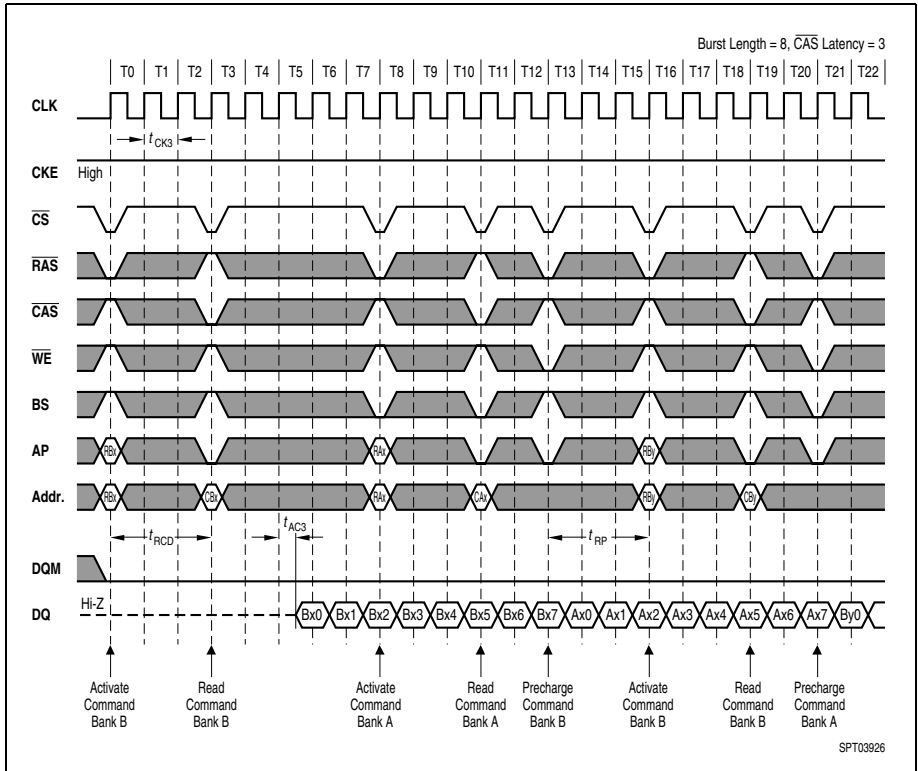 Burst Length = 8, CAS Latency = 3
T0 T1 T2 T3 T4 T5 T6 T7 T8 T9 T10 T11 T12 T13 T14 T15 T16 T17 T18 T19 T20 T21 T22
CLK
tCK3
CKE High
CS
RAS
CAS
WE
BS
AP RBx RAx RBy
Addr. RBx CBx RAx CAx RBy CBy
tRCD tAC3 tRP
DQM
DQ Hi-Z Bx0 Bx1 Bx2 Bx3 Bx4 Bx5 Bx6 Bx7 Ax0 Ax1 Ax2 Ax3 Ax4 Ax5 Ax6 Ax7 By0
Activate Read Activate Read Precharge Activate Read Precharge
Command Command Command Command Command Command Command Command
Bank B Bank B Bank A Bank A Bank B Bank B Bank B Bank A
SPT03926